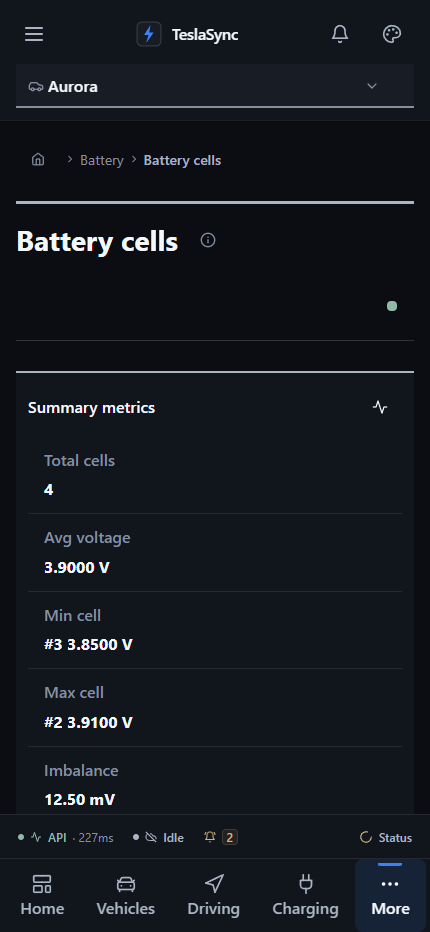 TeslaSync
Aurora
Battery
Battery cells
Battery cells
Summary metrics
Total cells
4
Avg voltage
3.9000 V
Min cell
#3 3.8500 V
Max cell
#2 3.9100 V
Imbalance
12.50 mV
API · 227ms
Idle
2
Status
Home
Vehicles
Driving
Charging
More